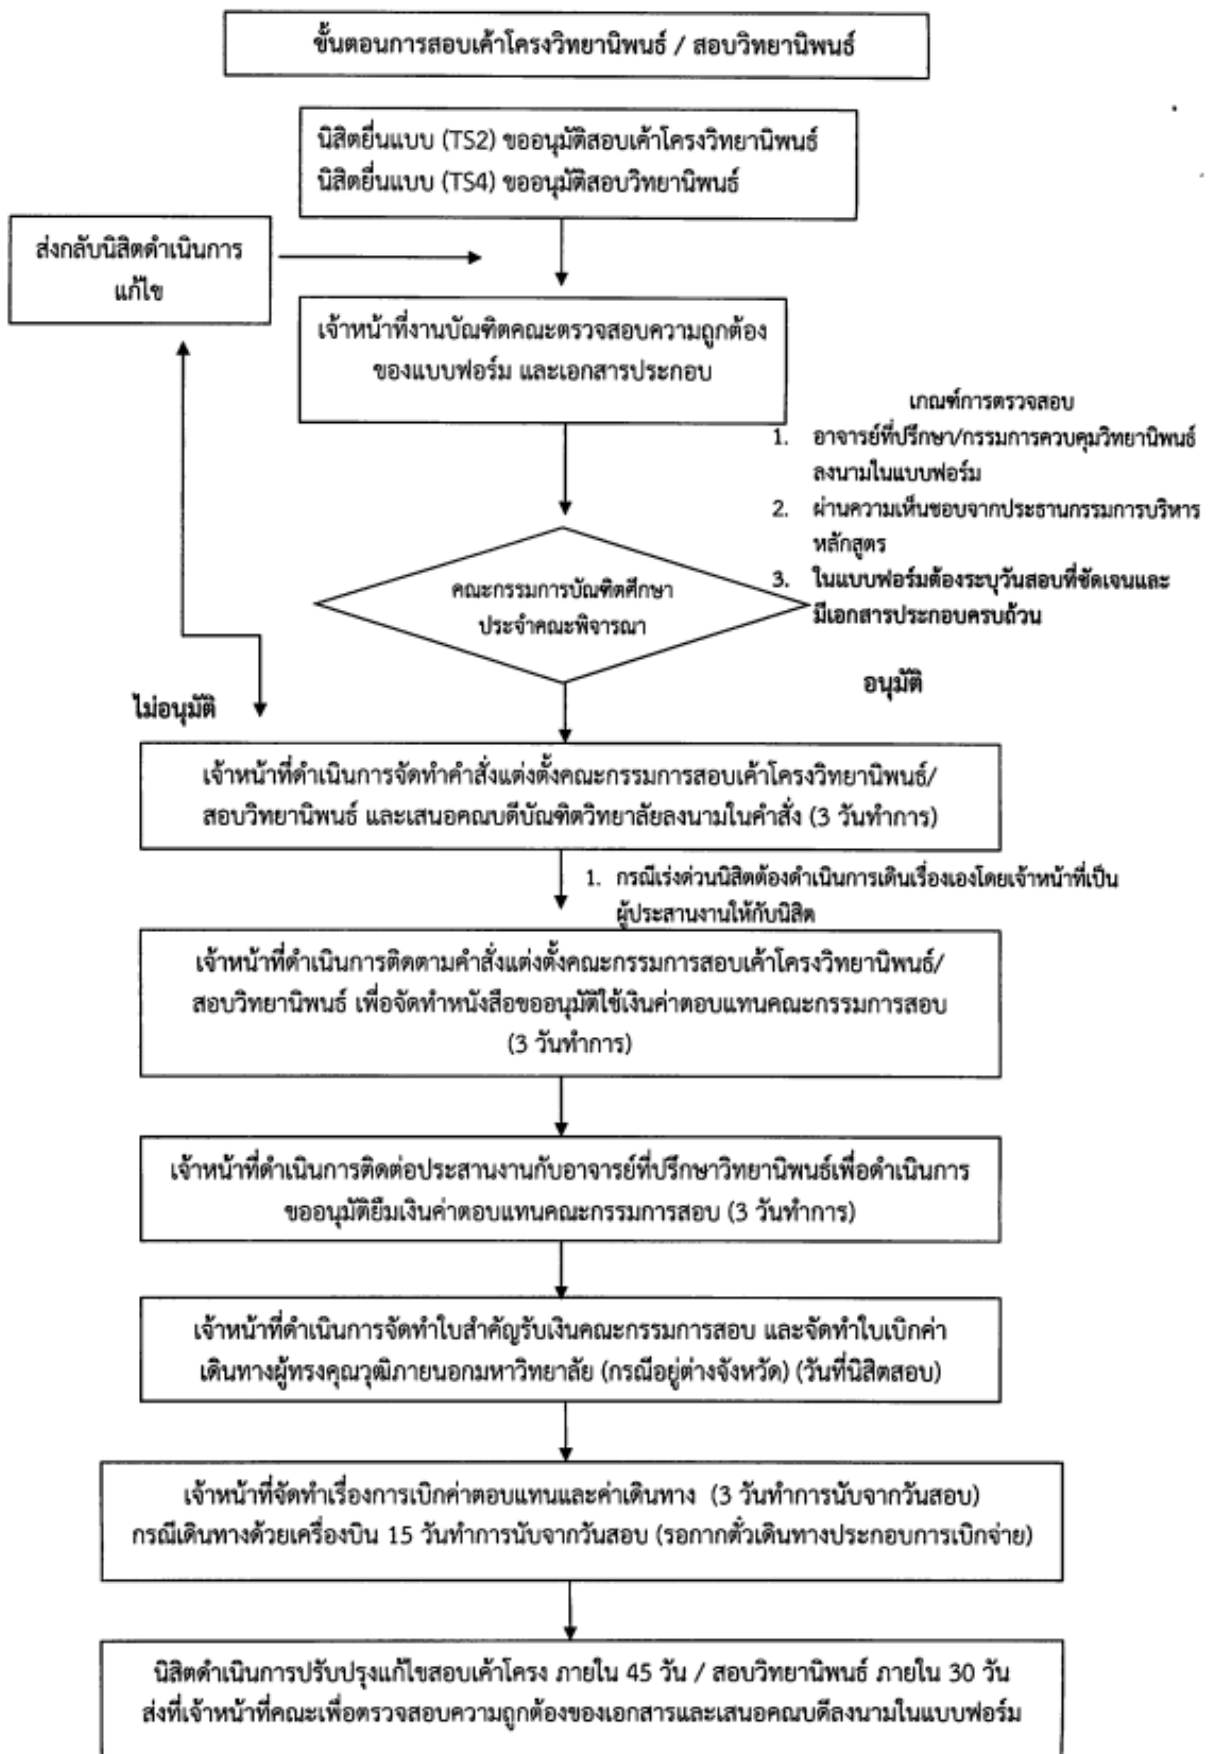 ขั้นตอนการสอบเค้าโครงวิทยานิพนธ์ / สอบวิทยานิพนธ์
นิสิตยื่นแบบ (TS2) ขออนุมัติสอบเค้าโครงวิทยานิพนธ์
นิสิตยื่นแบบ (TS4) ขออนุมัติสอบวิทยานิพนธ์
ส่งกลับนิสิตดำเนินการ
แก้ไข
เจ้าหน้าที่งานบัณฑิตคณะตรวจสอบความถูกต้อง
ของแบบฟอร์ม และเอกสารประกอบ
เกณฑ์การตรวจสอบ
1. อาจารย์ที่ปรึกษา/กรรมการควบคุมวิทยานิพนธ์
ลงนามในแบบฟอร์ม
2. ผ่านความเห็นชอบจากประธานกรรมการบริหาร
หลักสูตร
3. ในแบบฟอร์มต้องระบุวันสอบที่ชัดเจนและ
มีเอกสารประกอบครบถ้วน
คณะกรรมการบัณฑิตศึกษา
ประจำคณะพิจารณา
อนุมัติ
ไม่อนุมัติ
เจ้าหน้าที่ดำเนินการจัดทำคำสั่งแต่งตั้งคณะกรรมการสอบเค้าโครงวิทยานิพนธ์/
สอบวิทยานิพนธ์ และเสนอคณบดีบัณฑิตวิทยาลัยลงนามในคำสั่ง (3 วันทำการ)
1. กรณีเร่งด่วนนิสิตต้องดำเนินการเดินเรื่องเองโดยเจ้าหน้าที่เป็น
ผู้ประสานงานให้กับนิสิต
เจ้าหน้าที่ดำเนินการติดตามคำสั่งแต่งตั้งคณะกรรมการสอบเค้าโครงวิทยานิพนธ์/
สอบวิทยานิพนธ์ เพื่อจัดทำหนังสือขออนุมัติใช้เงินค่าตอบแทนคณะกรรมการสอบ
(3 วันทำการ)
เจ้าหน้าที่ดำเนินการติดต่อประสานงานกับอาจารย์ที่ปรึกษาวิทยานิพนธ์เพื่อดำเนินการ
ขออนุมัติยืมเงินค่าตอบแทนคณะกรรมการสอบ (3 วันทำการ)
เจ้าหน้าที่ดำเนินการจัดทำใบสำคัญรับเงินคณะกรรมการสอบ และจัดทำใบเบิกค่า
เดินทางผู้ทรงคุณวุฒิภายนอกมหาวิทยาลัย (กรณีอยู่ต่างจังหวัด) (วันที่นิสิตสอบ)
เจ้าหน้าที่จัดทำเรื่องการเบิกค่าตอบแทนและค่าเดินทาง (3 วันทำการนับจากวันสอบ)
กรณีเดินทางด้วยเครื่องบิน 15 วันทำการนับจากวันสอบ (รอกากตั๋วเดินทางประกอบการเบิกจ่าย)
นิสิตดำเนินการปรับปรุงแก้ไขสอบเค้าโครง ภายใน 45 วัน / สอบวิทยานิพนธ์ ภายใน 30 วัน
ส่งที่เจ้าหน้าที่คณะเพื่อตรวจสอบความถูกต้องของเอกสารและเสนอคณบดีลงนามในแบบฟอร์ม